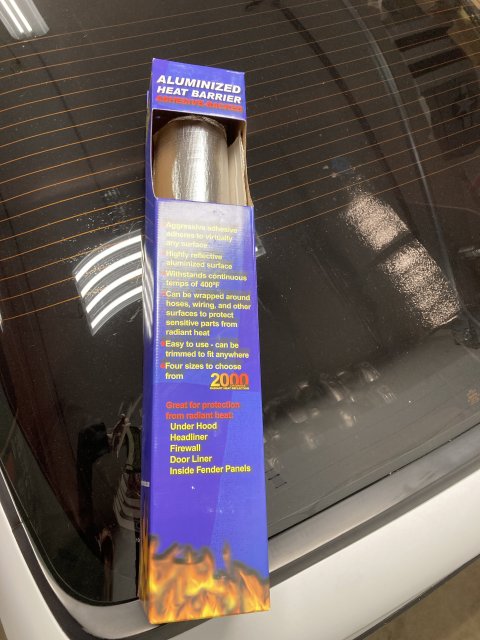 ALUMINIZED
HEAT BARRIER
ADHESIVE-BACKED
Aggressive adhesive
adheres to virtually
any surface
Highly reflective
aluminized surface
Withstands continuous
temps of 400°F
Can be wrapped around
hoses, wiring, and other
surfaces to protect
sensitive parts from
radiant heat
Easy to use - can be
trimmed to fit anywhere
Four sizes to choose
from
2000
Great for protection
from radiant heat:
Under Hood
Headliner
Firewall
Door Liner
Inside Fender Panels